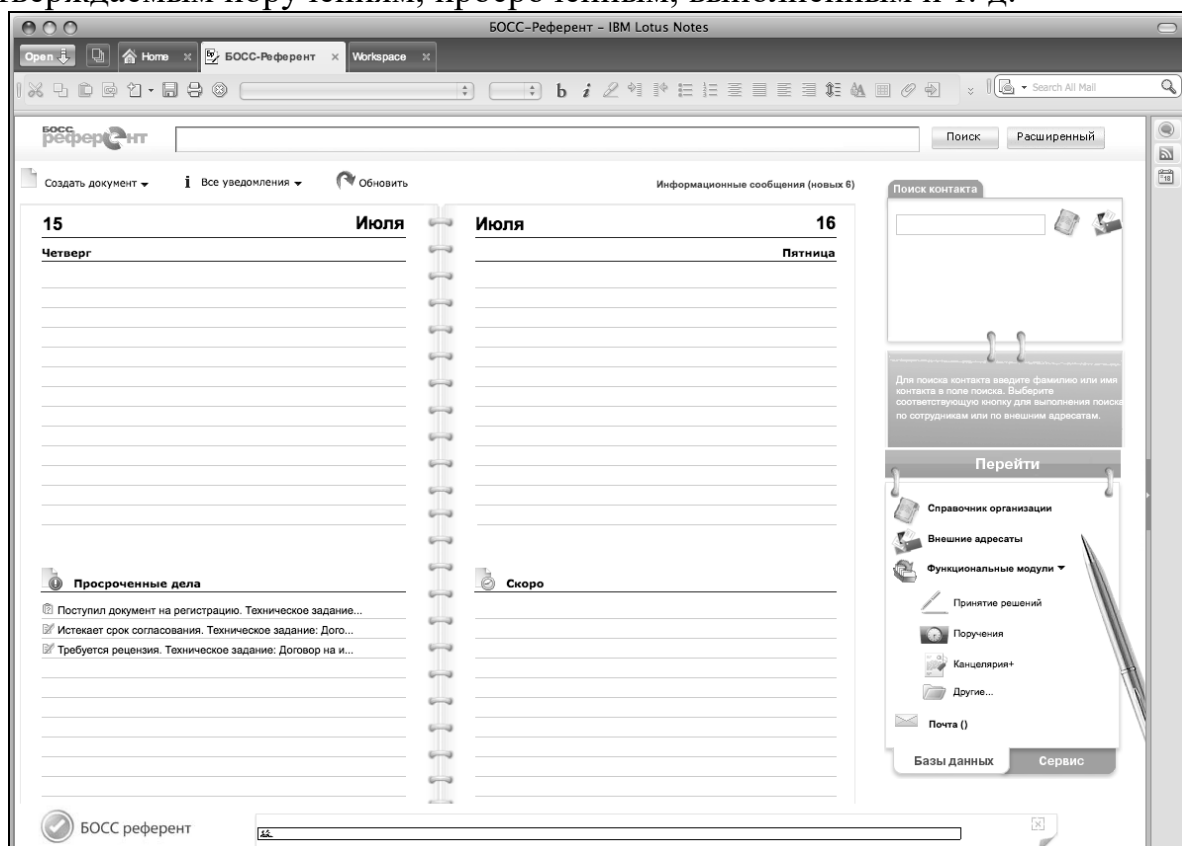 верждаемым поручениям, просроченным, выполненным и т. д.
БОСС-Референт – IBM Lotus Notes
Open Home БОСС-Референт Workspace
b i Search All Mail
БОСС референт Поиск Расширенный
Создать документ Все уведомления Обновить Информационные сообщения (новых 6)
Поиск контакта
15 Июля Июля 16
Четверг Пятница
Для поиска контакта введите фамилию или имя
контакта в поле поиска. Выберите
соответствующую кнопку для выполнения поиска
по сотрудникам или по внешним адресатам.
Перейти
Справочник организации
Внешние адресаты
Функциональные модули
Принятие решений
Поручения
Канцелярия+
Другие...
Почта ()
Базы данных Сервис
Просроченные дела Скоро
Поступил документ на регистрацию. Техническое задание...
Истекает срок согласования. Техническое задание: Дого...
Требуется рецензия. Техническое задание: Договор на и...
БОСС референт